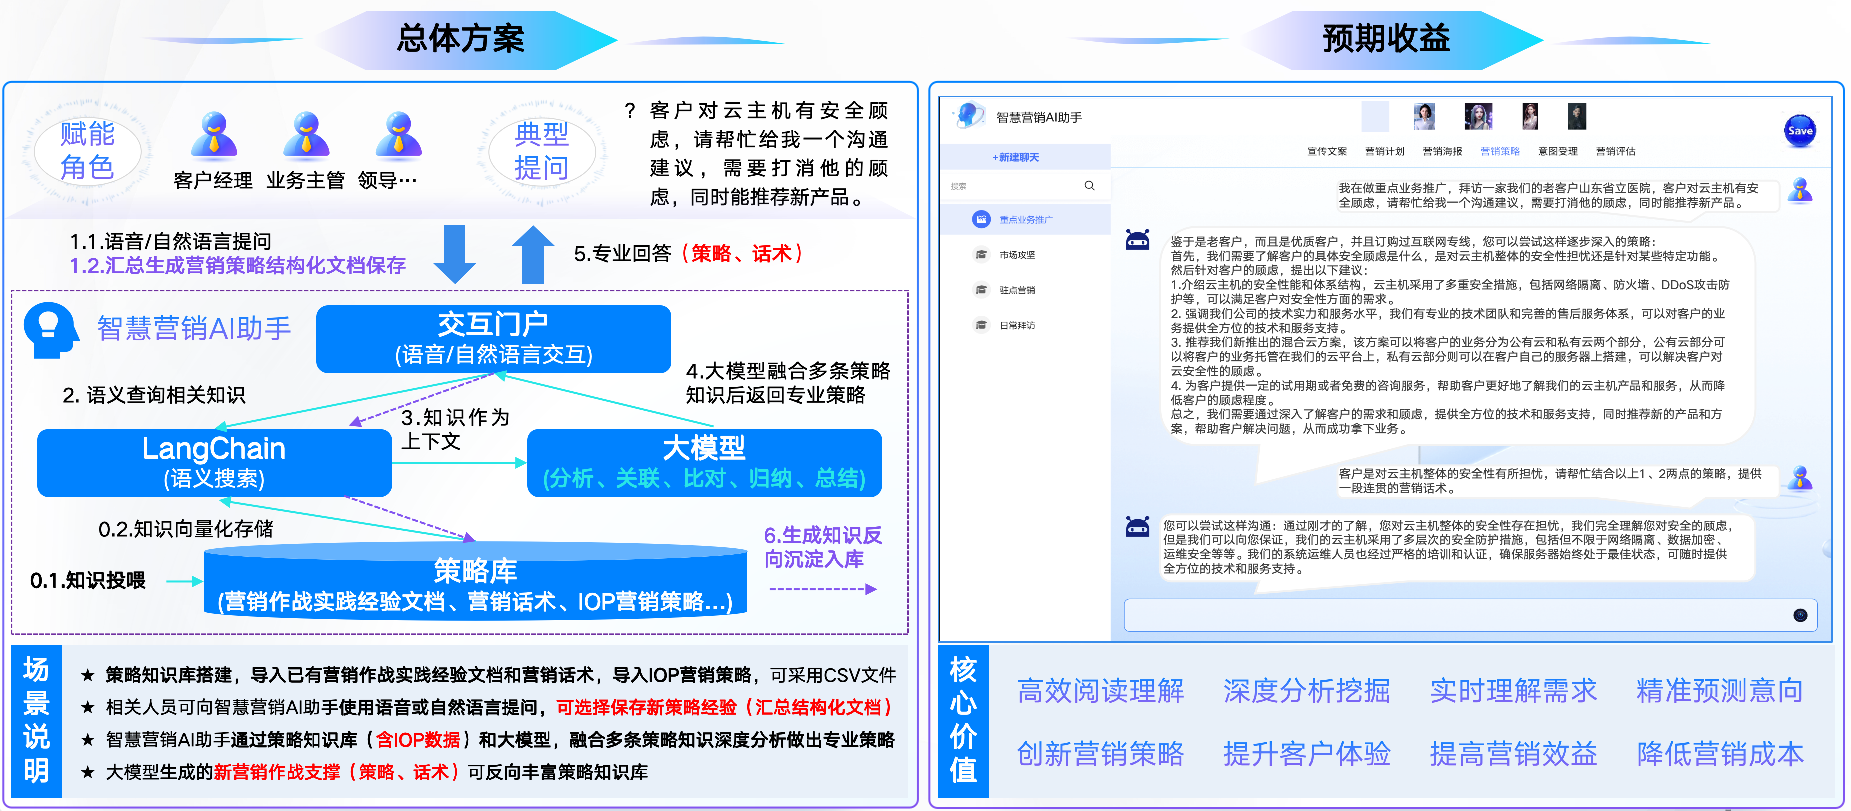 总体方案
预期收益
赋能
角色
客户经理 业务主管 领导…
典型
提问
? 客户对云主机有安全顾
虑，请帮忙给我一个沟通
建议，需要打消他的顾
虑，同时能推荐新产品。
1.1.语音/自然语言提问
1.2.汇总生成营销策略结构化文档保存
5.专业回答（策略、话术）
智慧营销AI助手
交互门户
(语音/自然语言交互)
2. 语义查询相关知识
3.知识作为
上下文
4.大模型融合多条策略
知识后返回专业策略
LangChain
(语义搜索)
大模型
(分析、关联、比对、归纳、总结)
0.2.知识向量化存储
0.1.知识投喂
策略库
(营销作战实践经验文档、营销话术、IOP营销策略...)
6.生成知识反
向沉淀入库
场景说明
★ 策略知识库搭建，导入已有营销作战实践经验文档和营销话术，导入IOP营销策略，可采用CSV文件
★ 相关人员可向智慧营销AI助手使用语音或自然语言提问，可选择保存新策略经验（汇总结构化文档）
★ 智慧营销AI助手通过策略知识库（含IOP数据）和大模型，融合多条策略知识深度分析做出专业策略
★ 大模型生成的新营销作战支撑（策略、话术）可反向丰富策略知识库
智慧营销AI助手
Save
宣传文案 营销计划 营销海报 营销策略 意图受理 营销评估
+新建聊天
搜索
重点业务推广
市场攻坚
驻点营销
日常拜访
我在做重点业务推广，拜访一家我们的老客户山东省立医院，客户对云主机有安
全顾虑，请帮忙给我一个沟通建议，需要打消他的顾虑，同时能推荐新产品。
鉴于是老客户，而且是优质客户，并且订购过互联网专线，您可以尝试这样逐步深入的策略：
首先，我们需要了解客户的具体安全顾虑是什么，是对云主机整体的安全性担忧还是针对某些特定功能。
然后针对客户的顾虑，提出以下建议：
1.介绍云主机的安全性能和体系结构，云主机采用了多重安全措施，包括网络隔离、防火墙、DDoS攻击防
护等，可以满足客户对安全性方面的需求。
2. 强调我们公司的技术实力和服务水平，我们有专业的技术团队和完善的售后服务体系，可以对客户的业
务提供全方位的技术和服务支持。
3. 推荐我们新推出的混合云方案，该方案可以将客户的业务分为公有云和私有云两个部分，公有云部分可
以将客户的业务托管在我们的云平台上，私有云部分则可以在客户自己的服务器上搭建，可以解决客户对
云安全性的顾虑。
4. 为客户提供一定的试用期或者免费的咨询服务，帮助客户更好地了解我们的云主机产品和服务，从而降
低客户的顾虑程度。
总之，我们需要通过深入了解客户的需求和顾虑，提供全方位的技术和服务支持，同时推荐新的产品和方
案，帮助客户解决问题，从而成功拿下业务。
客户是对云主机整体的安全性有所担忧，请帮忙结合以上1、2两点的策略，提供
一段连贯的营销话术。
您可以尝试这样沟通：通过刚才的了解，您对云主机整体的安全性存在担忧，我们完全理解您对安全的顾虑，
但是我们可以向您保证，我们的云主机采用了多层次的安全防护措施，包括但不限于网络隔离、数据加密、
运维安全等等。我们的系统运维人员也经过严格的培训和认证，确保服务器始终处于最佳状态，可随时提供
全方位的技术和服务支持。
核心价值
高效阅读理解 深度分析挖掘 实时理解需求 精准预测意向
创新营销策略 提升客户体验 提高营销效益 降低营销成本